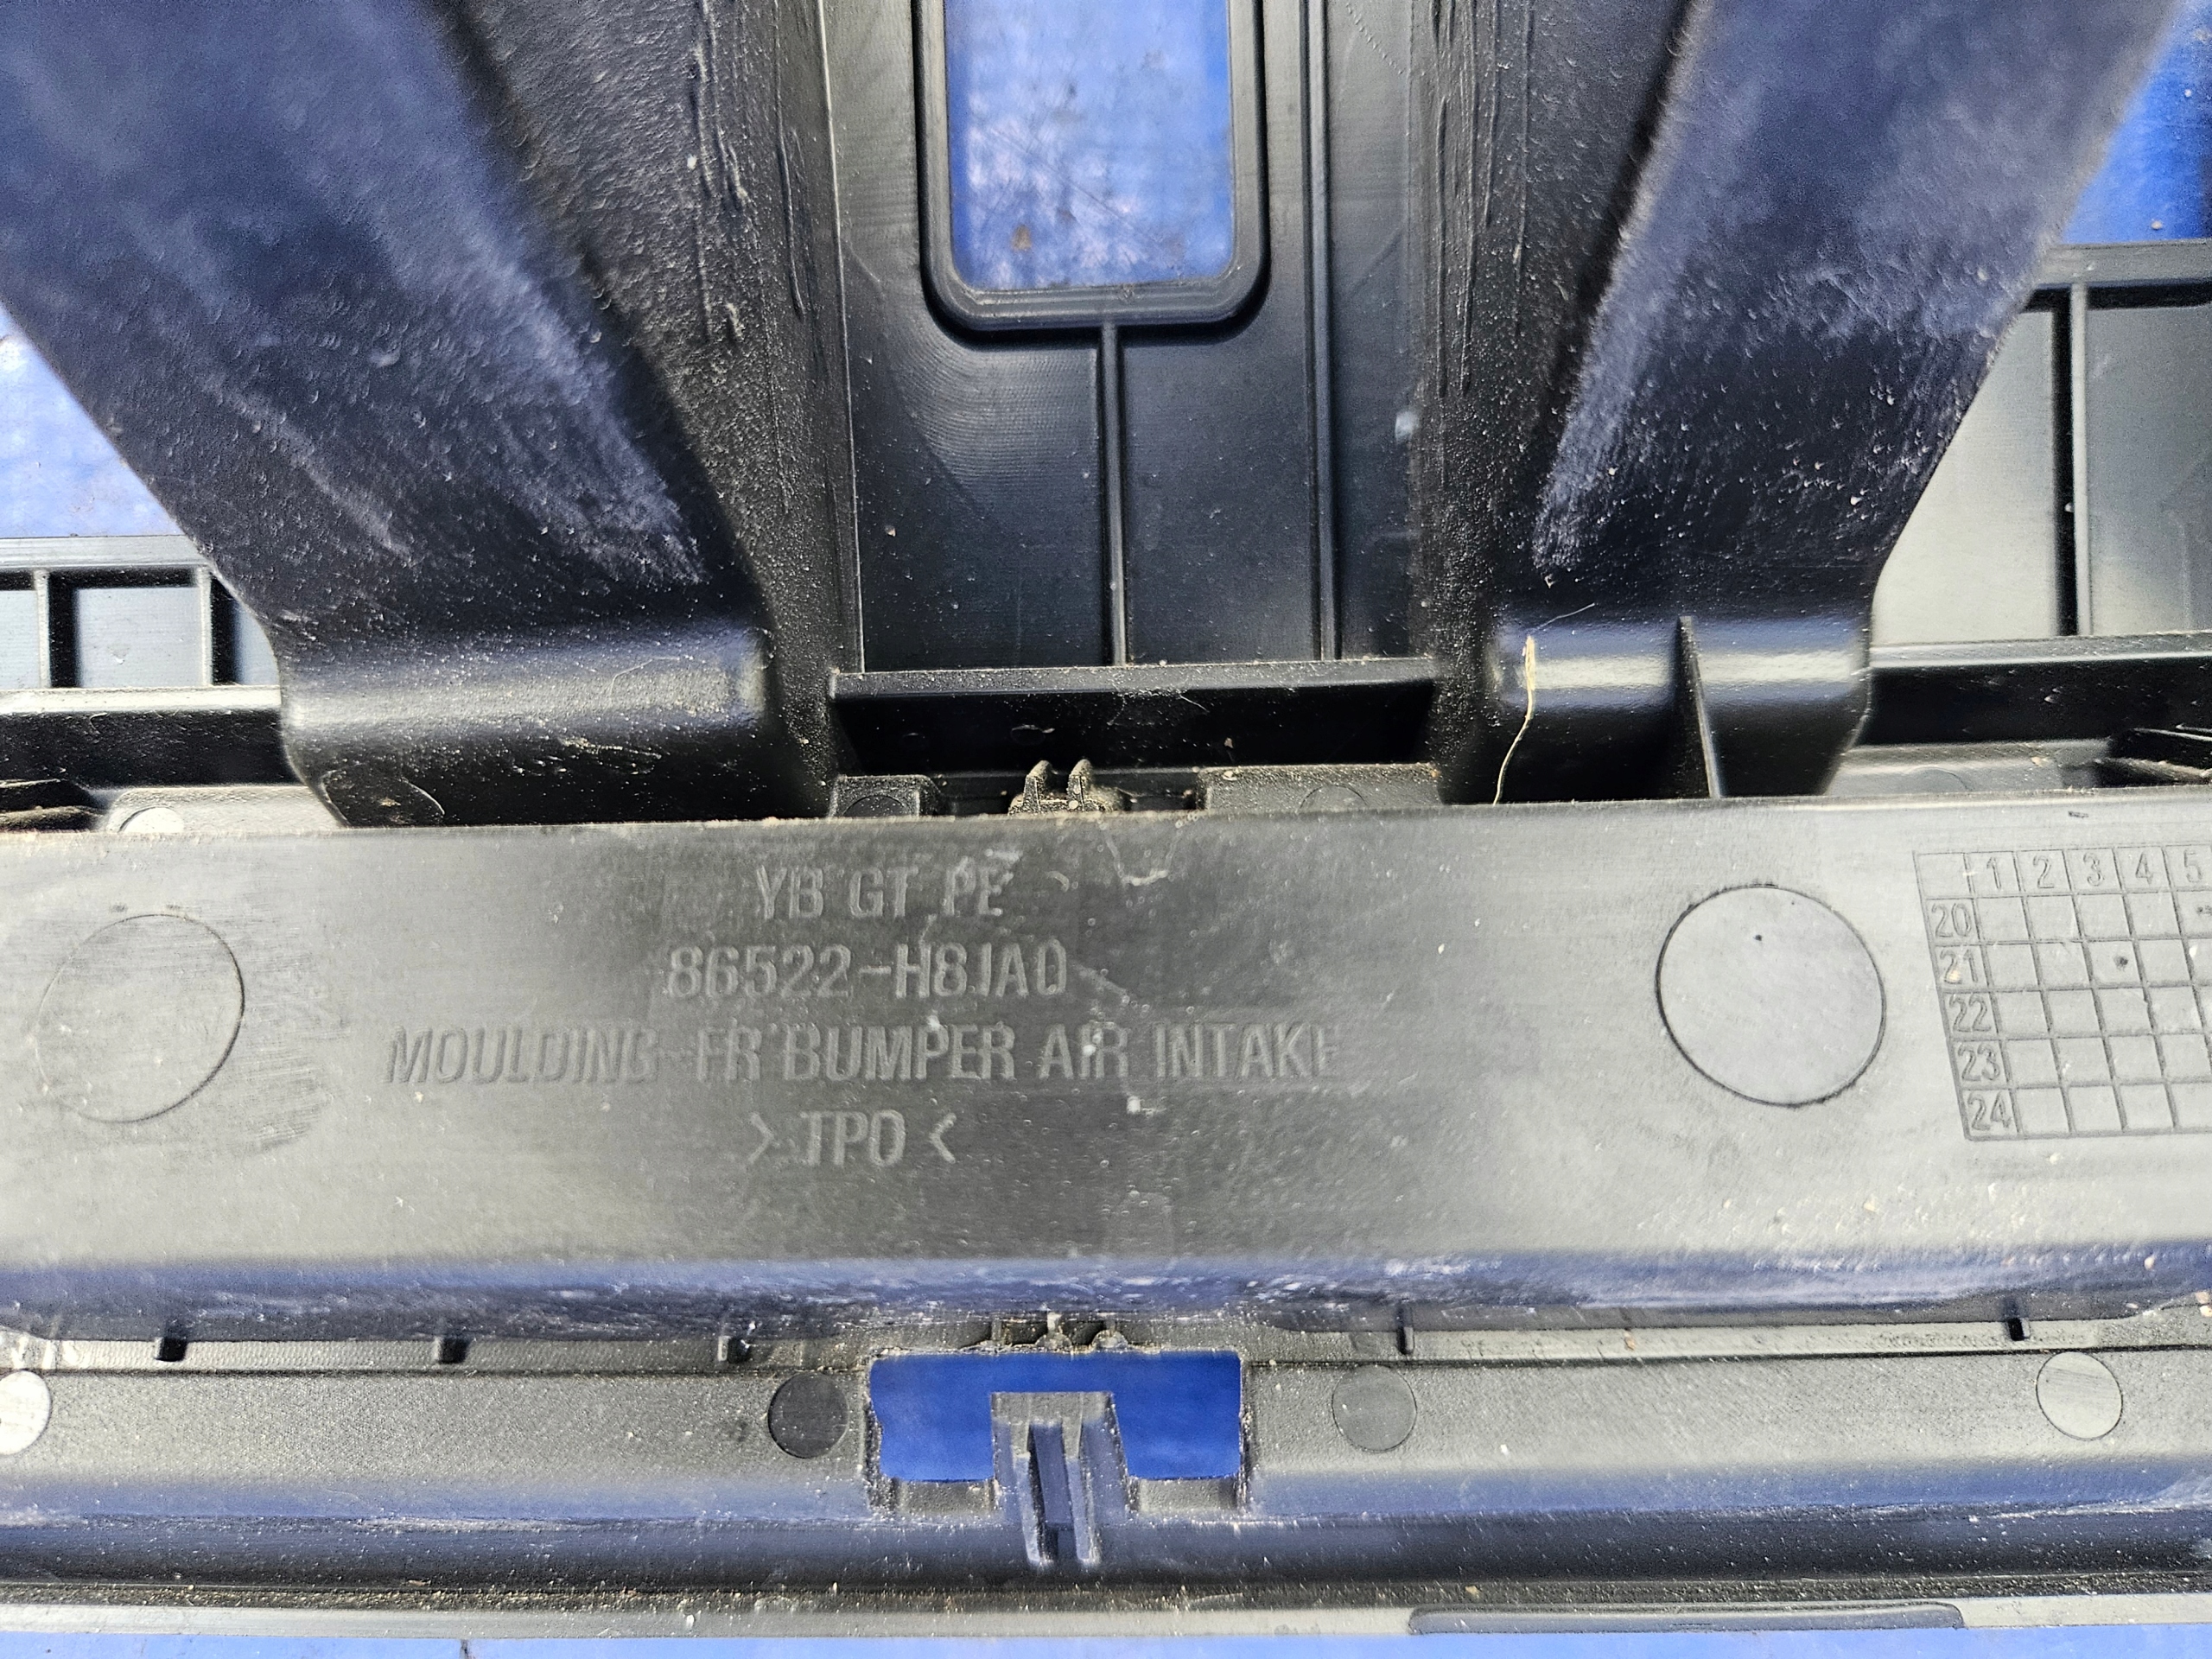 YB GT PE
86522-H8JA0
MOULDING-FR BUMPER AIR INTAKE
>TPO<
1 2 3 4 5
20
21
22
23
24